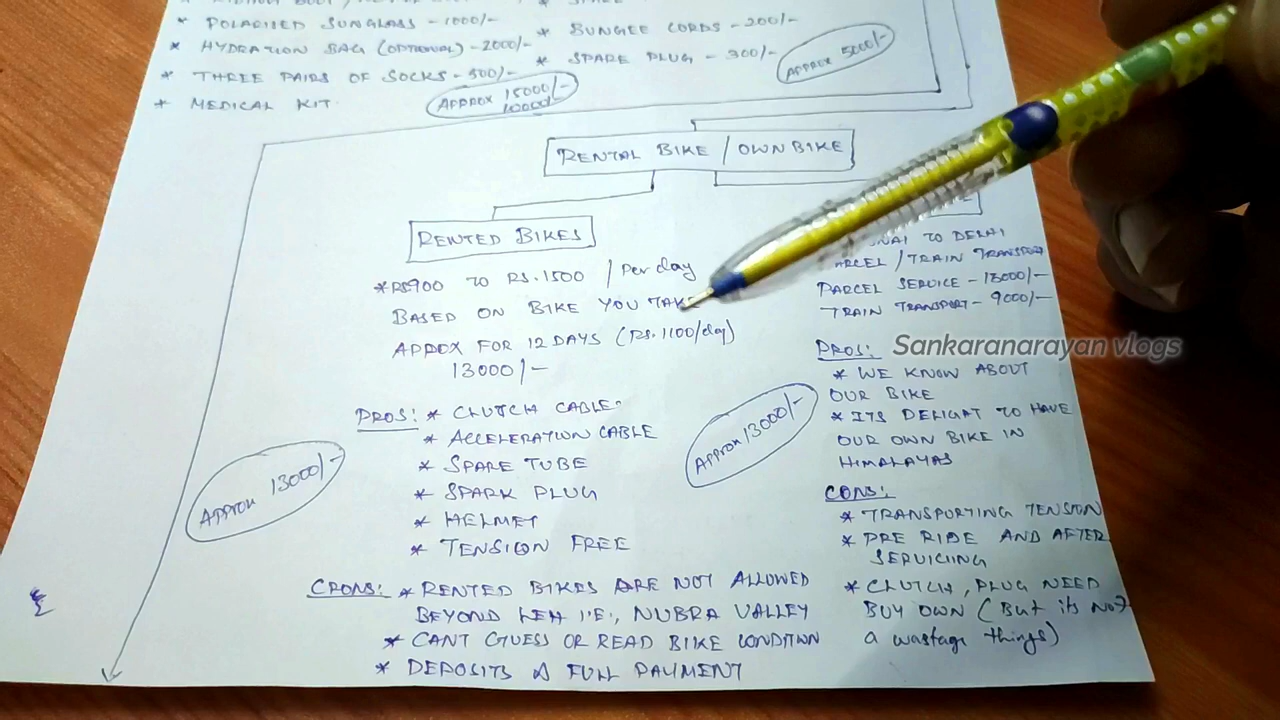 * POLARISED SUNGLASS - 1000/-
* HYDRATION BAG (OPTIONAL) - 2000/-
* THREE PAIRS OF SOCKS - 500/-
* MEDICAL KIT
APPROX 15000/-
10000/-
* BUNGEE CORDS - 200/-
* SPARE PLUG - 300/-
APPROX 5000/-
RENTAL BIKE / OWN BIKE
RENTED BIKES
* RS900 TO RS.1500 / Per day
BASED ON BIKE YOU TAKE
APPROX FOR 12 DAYS (Rs.1100/day)
13000/-
PROS: * CLUTCH CABLE
* ACCELERATION CABLE
* SPARE TUBE
* SPARK PLUG
* HELMET
* TENSION FREE
Approx 13000/-
CRONS: * RENTED BIKES ARE NOT ALLOWED
BEYOND LEH I.E., NUBRA VALLEY
* CANT GUESS OR READ BIKE CONDITION
* DEPOSITS & FULL PAYMENT
TO DELHI
/ TRAIN TRANSPORT
PARCEL SERVICE - 13000/-
TRAIN TRANSPORT - 9000/-
Sankaranarayan vlogs
PROS:
* WE KNOW ABOUT
OUR BIKE
* ITS DELIGHT TO HAVE
OUR OWN BIKE IN
HIMALAYAS
Approx 13000/-
CONS:
* TRANSPORTING TENSION
* PRE RIDE AND AFTER
SERVICING
* CLUTCH, PLUG NEED
BUY OWN (But its not
a wastage things)